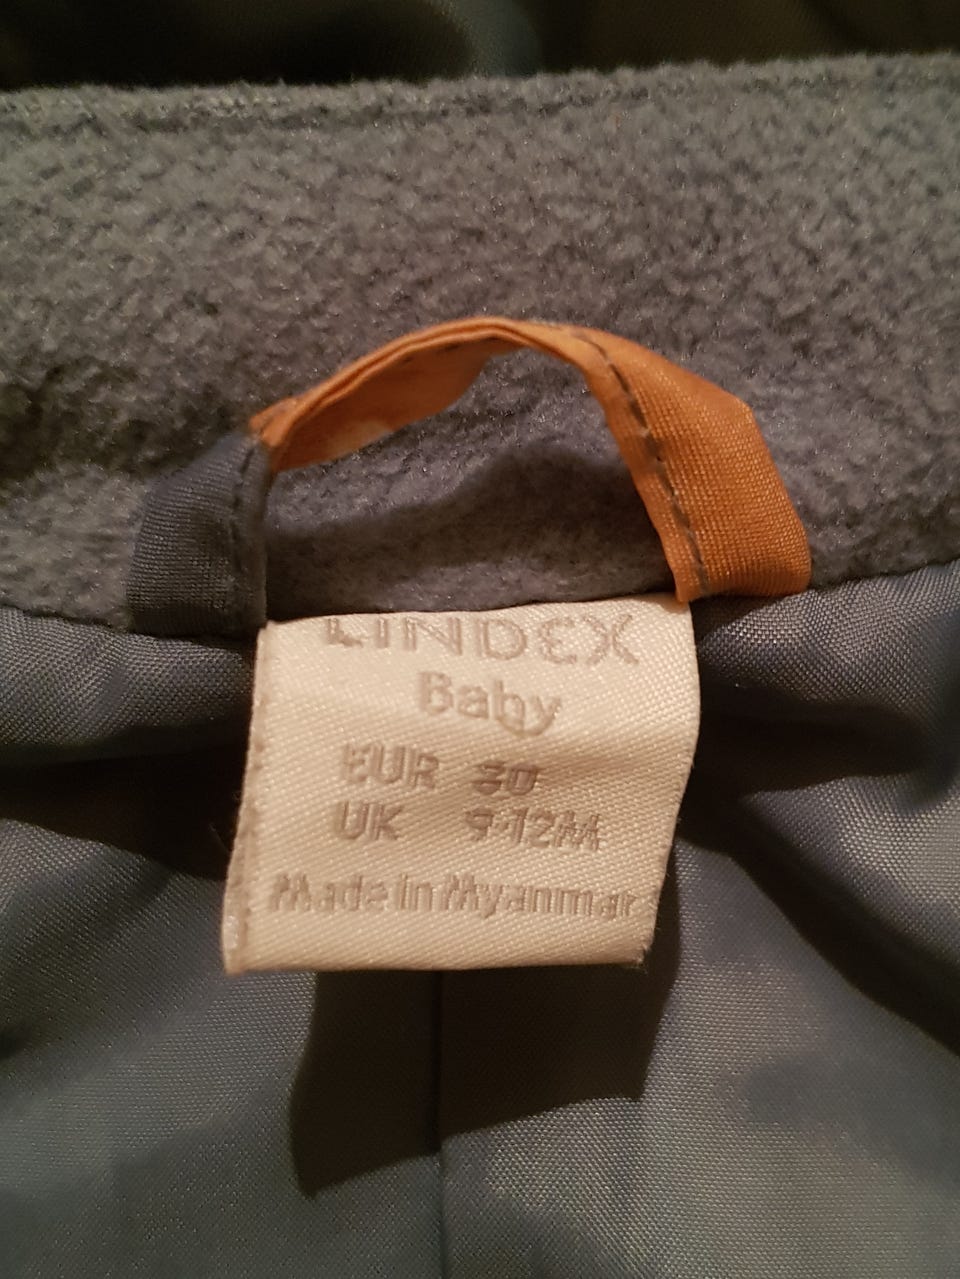 LINDEX
Baby
EUR 80
UK 9-12M
Made in Myanmar